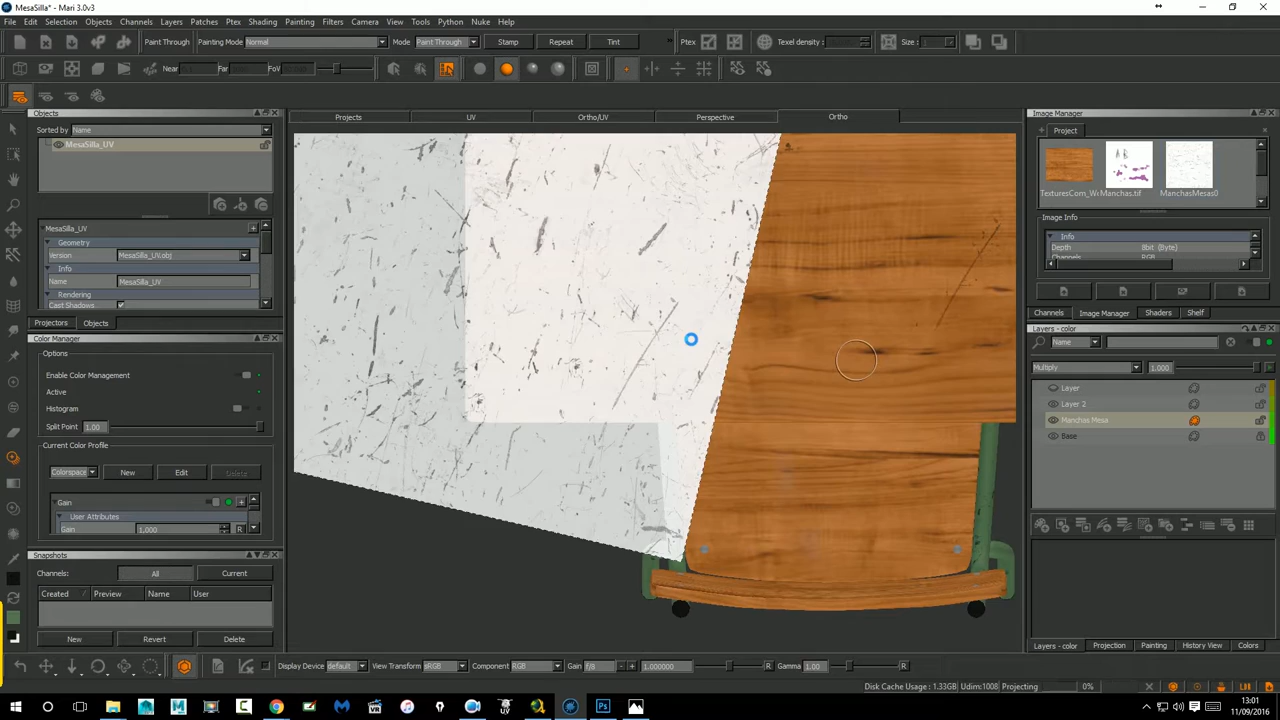 MesaSilla* - Mari 3.0v3
File Edit Selection Objects Channels Layers Patches Ptex Shading Painting Filters Camera View Tools Python Nuke Help
Paint Through Painting Mode Normal Mode Paint Through Stamp Repeat Tint Ptex Texel density: Size:
Near Far FoV
Objects
Sorted by Name
MesaSilla_UV
MesaSilla_UV
Geometry
Version MesaSilla_UV.obj
Info
Name MesaSilla_UV
Rendering
Cast Shadows...
Projectors Objects
Color Manager
Options
Enable Color Management
Active
Histogram
Split Point 1.00
Current Color Profile
Colorspace New Edit Delete
Gain
User Attributes
Gain 1,000
Snapshots
Channels: All Current
Created Preview Name User
New Revert Delete
Projects UV Ortho/UV Perspective Ortho
Image Manager
Project
TexturesCom_W Manchas.tif ManchasMesas0
Image Info
Info
Depth 8bit (Byte)
Channels RGB
Channels Image Manager Shaders Shelf
Layers - color
Name
Multiply 1.000
Layer
Layer 2
Manchas Mesa
Base
Layers - color Projection Painting History View Colors
Display Device default View Transform sRGB Component RGB Gain f/8 - + 1.000000 R Gamma 1.00 R
Disk Cache Usage : 1.33GB Udim:1008 Projecting 0%
13:01
11/09/2016